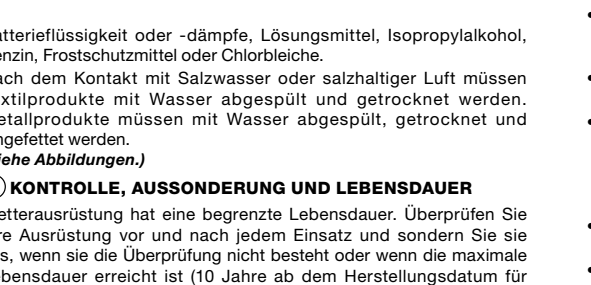 atterieflüssigkeit oder -dämpfe, Lösungsmittel, Isopropylalkohol,
enzin, Frostschutzmittel oder Chlorbleiche.
ach dem Kontakt mit Salzwasser oder salzhaltiger Luft müssen
extilprodukte mit Wasser abgespült und getrocknet werden.
etallprodukte müssen mit Wasser abgespült, getrocknet und
ngefettet werden.
iehe Abbildungen.)
) KONTROLLE, AUSSONDERUNG UND LEBENSDAUER
etterausrüstung hat eine begrenzte Lebensdauer. Überprüfen Sie
re Ausrüstung vor und nach jedem Einsatz und sondern Sie sie
s, wenn sie die Überprüfung nicht besteht oder wenn die maximale
ebensdauer erreicht ist (10 Jahre ab dem Herstellungsdatum für